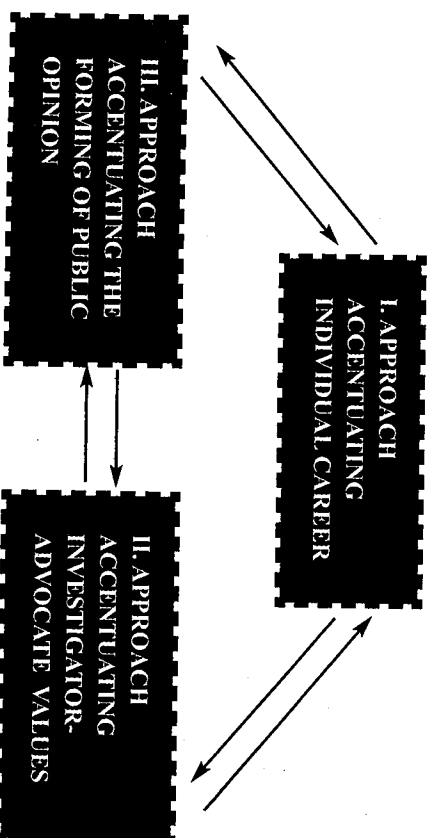 I. APPROACH
ACCENTUATING
INDIVIDUAL CAREER
III. APPROACH
ACCENTUATING THE
FORMING OF PUBLIC
OPINION
II. APPROACH
ACCENTUATING
INVESTIGATOR-
ADVOCATE VALUES